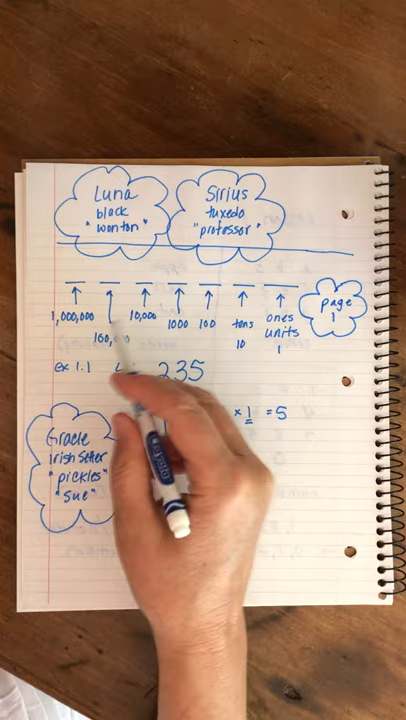 Luna
black
"wonton"
Sirius
tuxedo
"professor"
page
1
1,000,000
10,000
1000
100
tens
10
ones
units
1
ex 1.1
235
× 1 = 5
Gracie
irish setter
"pickles"
"sue"
crayola